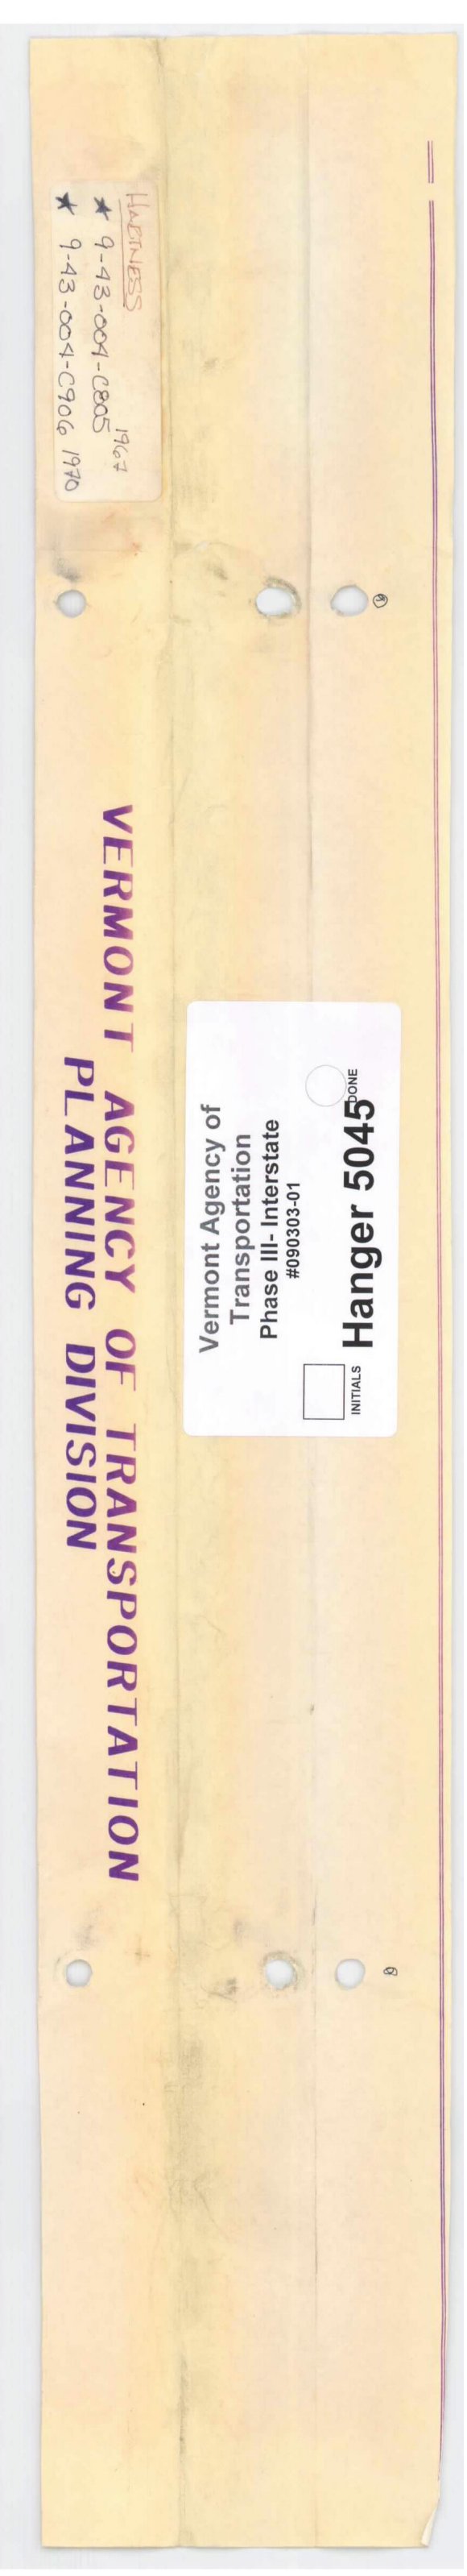 HARTNESS
★ 9-43-004-C805 1967
★ 9-43-004-C906 1970
VERMONT AGENCY OF TRANSPORTATION
PLANNING DIVISION
Vermont Agency of
Transportation
Phase III- Interstate
#090303-01
DONE
INITIALS
Hanger 5045